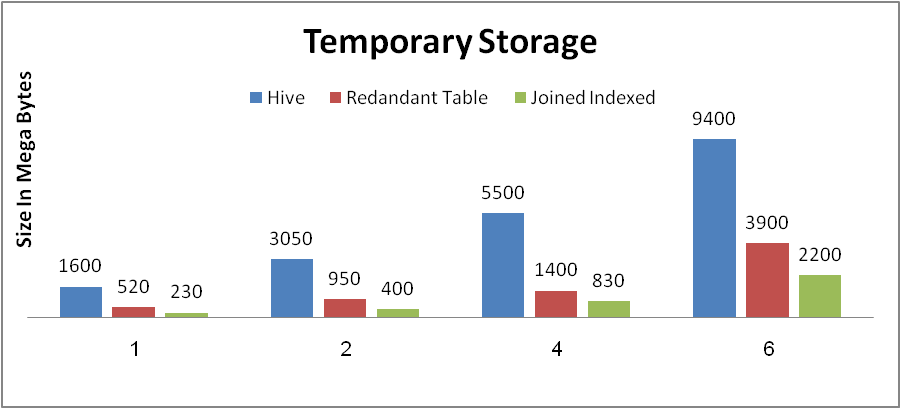 Temporary Storage
Size In Mega Bytes
Hive Redandant Table Joined Indexed
1600 520 230
3050 950 400
5500 1400 830
9400 3900 2200
1 2 4 6